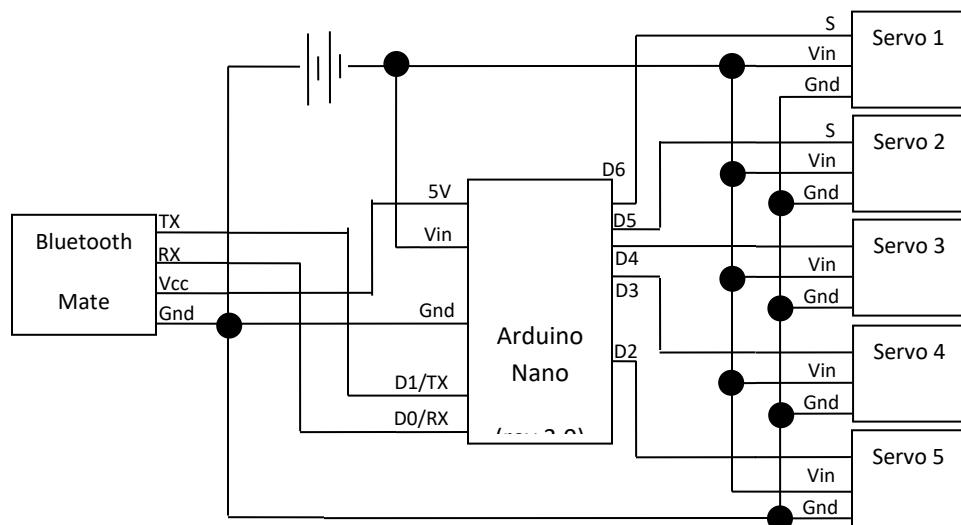 S
Servo 1
Vin
Gnd
S
Servo 2
Vin
Gnd
D6
5V
D5
Vin
TX
Bluetooth
RX
Mate
Vcc
Gnd
Servo 3
Vin
Gnd
D4
D3
Gnd
Arduino
Nano
D2
D1/TX
D0/RX
Servo 4
Vin
Gnd
Servo 5
Vin
Gnd